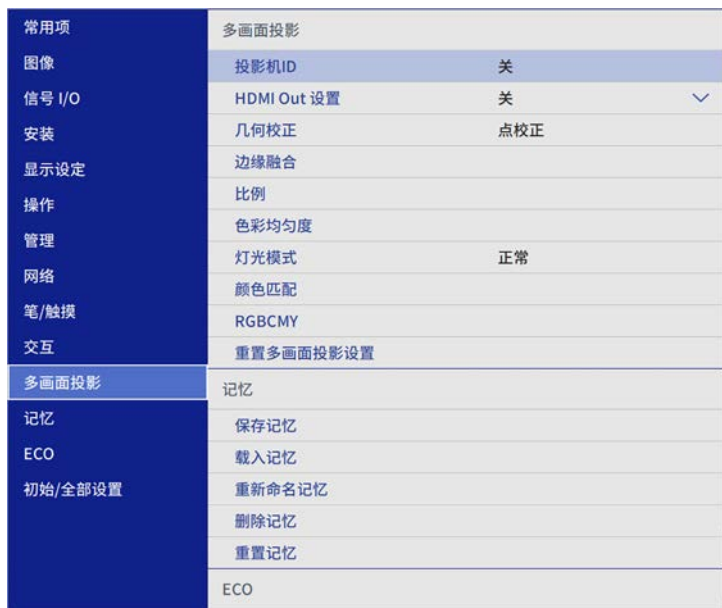 常用项
图像
信号 I/O
安装
显示设定
操作
管理
网络
笔/触摸
交互
多画面投影
记忆
ECO
初始/全部设置
多画面投影
投影机ID 关
HDMI Out 设置 关
几何校正 点校正
边缘融合
比例
色彩均匀度
灯光模式 正常
颜色匹配
RGBCMY
重置多画面投影设置
记忆
保存记忆
载入记忆
重新命名记忆
删除记忆
重置记忆
ECO